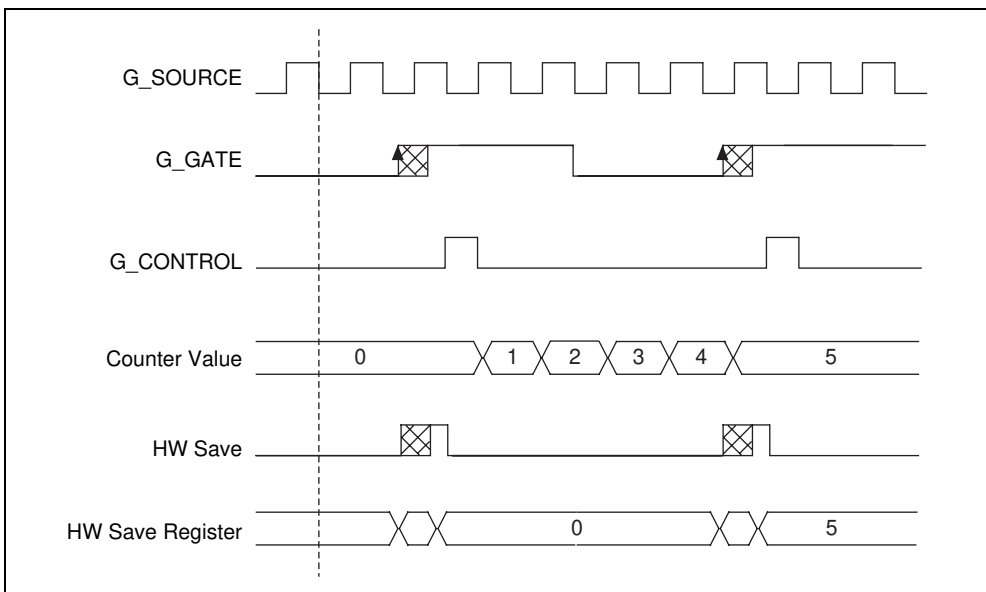 G_SOURCE
G_GATE
G_CONTROL
Counter Value 0 1 2 3 4 5
HW Save
HW Save Register 0 5